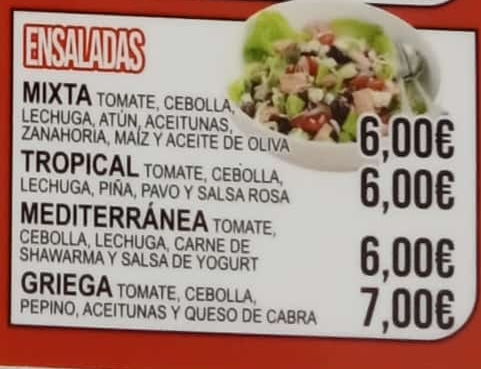 ENSALADAS
MIXTA TOMATE, CEBOLLA,
LECHUGA, ATÚN, ACEITUNAS,
ZANAHORIA, MAÍZ Y ACEITE DE OLIVA 6,00€
TROPICAL TOMATE, CEBOLLA,
LECHUGA, PIÑA, PAVO Y SALSA ROSA 6,00€
MEDITERRÁNEA TOMATE,
CEBOLLA, LECHUGA, CARNE DE
SHAWARMA Y SALSA DE YOGURT 6,00€
GRIEGA TOMATE, CEBOLLA,
PEPINO, ACEITUNAS Y QUESO DE CABRA 7,00€